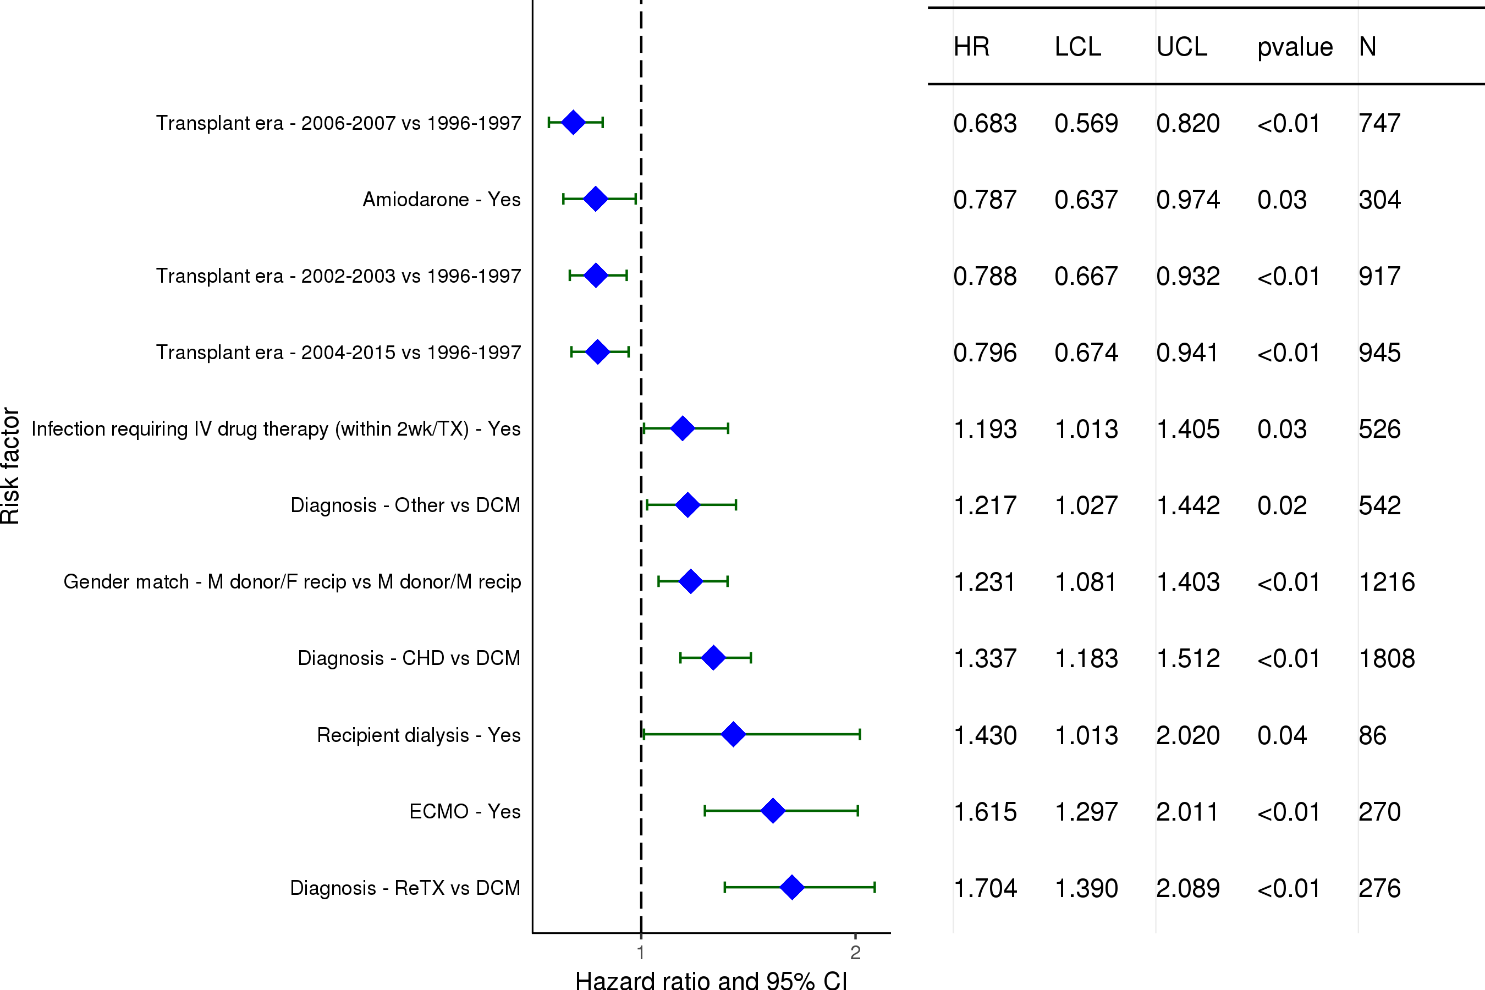 HR LCL UCL pvalue N
Transplant era - 2006-2007 vs 1996-1997 0.683 0.569 0.820 <0.01 747
Amiodarone - Yes 0.787 0.637 0.974 0.03 304
Transplant era - 2002-2003 vs 1996-1997 0.788 0.667 0.932 <0.01 917
Transplant era - 2004-2015 vs 1996-1997 0.796 0.674 0.941 <0.01 945
Infection requiring IV drug therapy (within 2wk/TX) - Yes 1.193 1.013 1.405 0.03 526
Diagnosis - Other vs DCM 1.217 1.027 1.442 0.02 542
Gender match - M donor/F recip vs M donor/M recip 1.231 1.081 1.403 <0.01 1216
Diagnosis - CHD vs DCM 1.337 1.183 1.512 <0.01 1808
Recipient dialysis - Yes 1.430 1.013 2.020 0.04 86
ECMO - Yes 1.615 1.297 2.011 <0.01 270
Diagnosis - ReTX vs DCM 1.704 1.390 2.089 <0.01 276
Risk factor
1 2
Hazard ratio and 95% CI